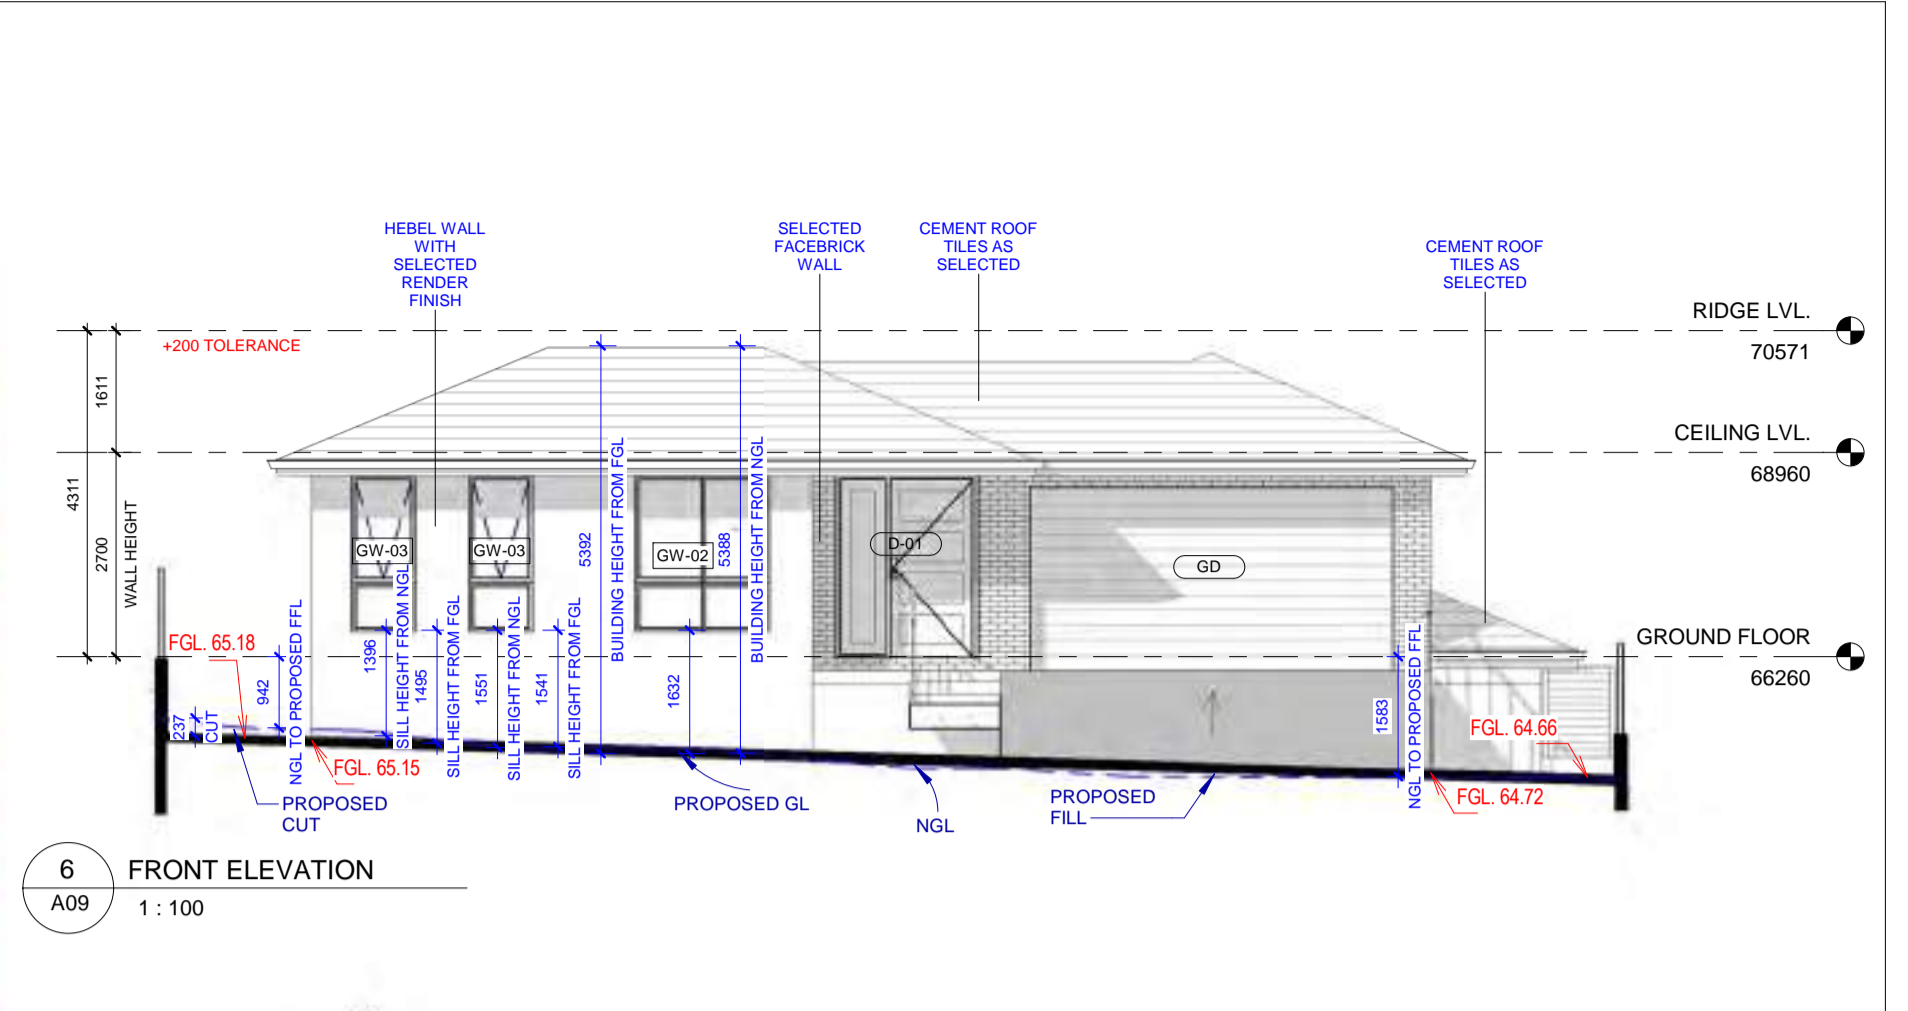 HEBEL WALL
WITH
SELECTED
RENDER
FINISH
SELECTED
FACEBRICK
WALL
CEMENT ROOF
TILES AS
SELECTED
CEMENT ROOF
TILES AS
SELECTED
RIDGE LVL.
70571
+200 TOLERANCE
1611
CEILING LVL.
68960
4311
2700
WALL HEIGHT
GW-03
GW-03
GW-02
D-01
GD
5392
BUILDING HEIGHT FROM FGL
5388
BUILDING HEIGHT FROM NGL
GROUND FLOOR
66260
FGL. 65.18
942
NGL TO PROPOSED FFL
237
CUT
1396
SILL HEIGHT FROM NGL
1495
SILL HEIGHT FROM FGL
1551
SILL HEIGHT FROM NGL
1541
SILL HEIGHT FROM FGL
1632
1583
NGL TO PROPOSED FFL
FGL. 64.66
FGL. 65.15
FGL. 64.72
PROPOSED
CUT
PROPOSED GL
NGL
PROPOSED
FILL
6
A09
FRONT ELEVATION
1 : 100